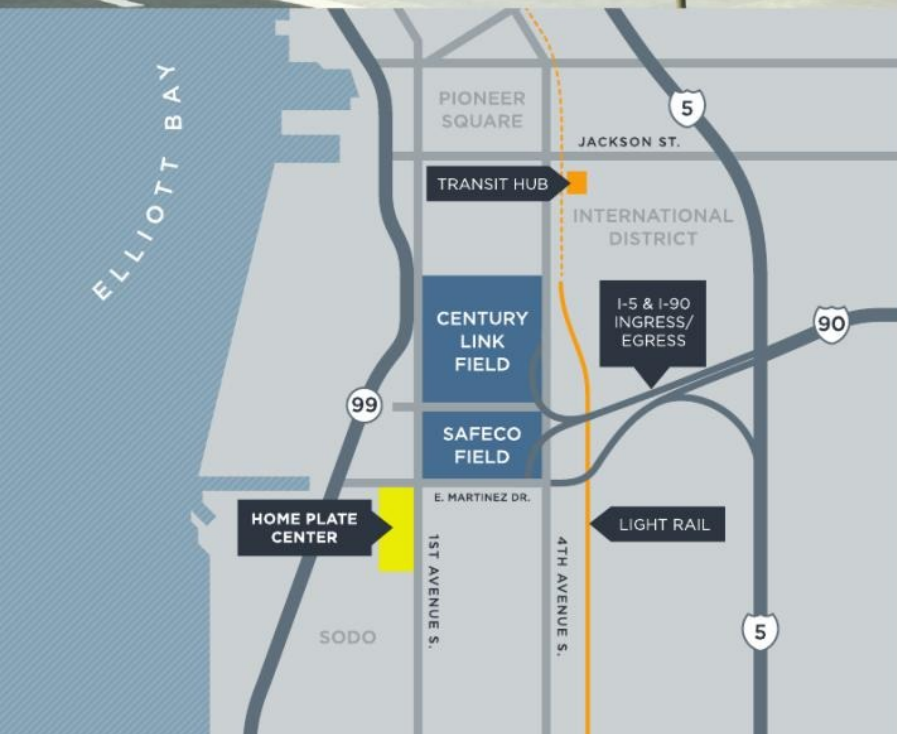 ELLIOTT BAY
PIONEER
SQUARE
5
JACKSON ST.
TRANSIT HUB
INTERNATIONAL
DISTRICT
CENTURY
LINK
FIELD
I-5 & I-90
INGRESS/
EGRESS
90
99
SAFECO
FIELD
E. MARTINEZ DR.
HOME PLATE
CENTER
1ST AVENUE S.
4TH AVENUE S.
LIGHT RAIL
SODO
5